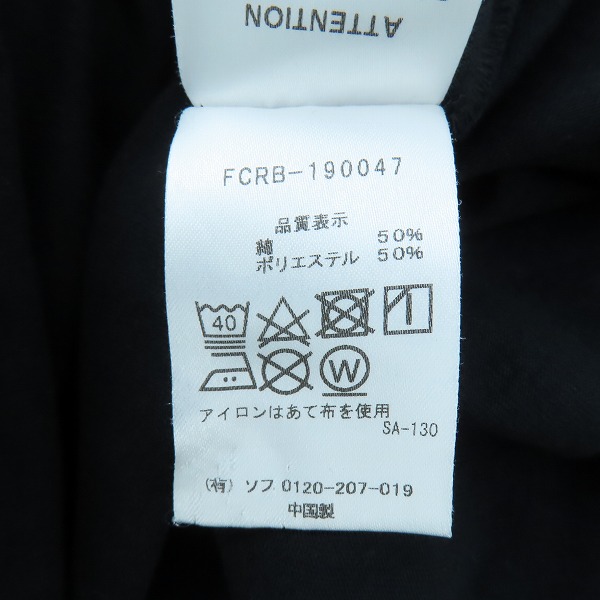 ATTENTION
FCRB-190047
品質表示
綿 50%
ポリエステル 50%
40
W
アイロンはあて布を使用
SA-130
(有) ソフ 0120-207-019
中国製